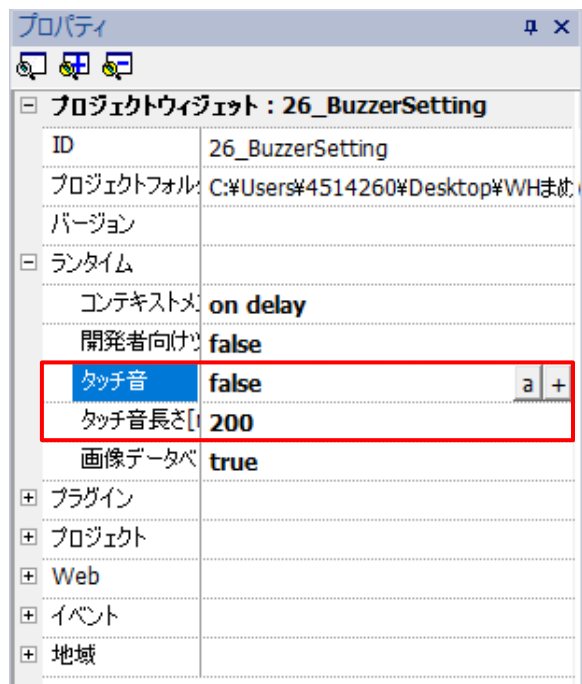 プロパティ
プロジェクトウィジェット : 26_BuzzerSetting
ID 26_BuzzerSetting
プロジェクトフォル C:¥Users¥4514260¥Desktop¥WHまめ
バージョン
ランタイム
コンテキストメ on delay
開発者向け false
タッチ音 false a +
タッチ音長さ[ 200
画像データベ true
プラグイン
プロジェクト
Web
イベント
地域